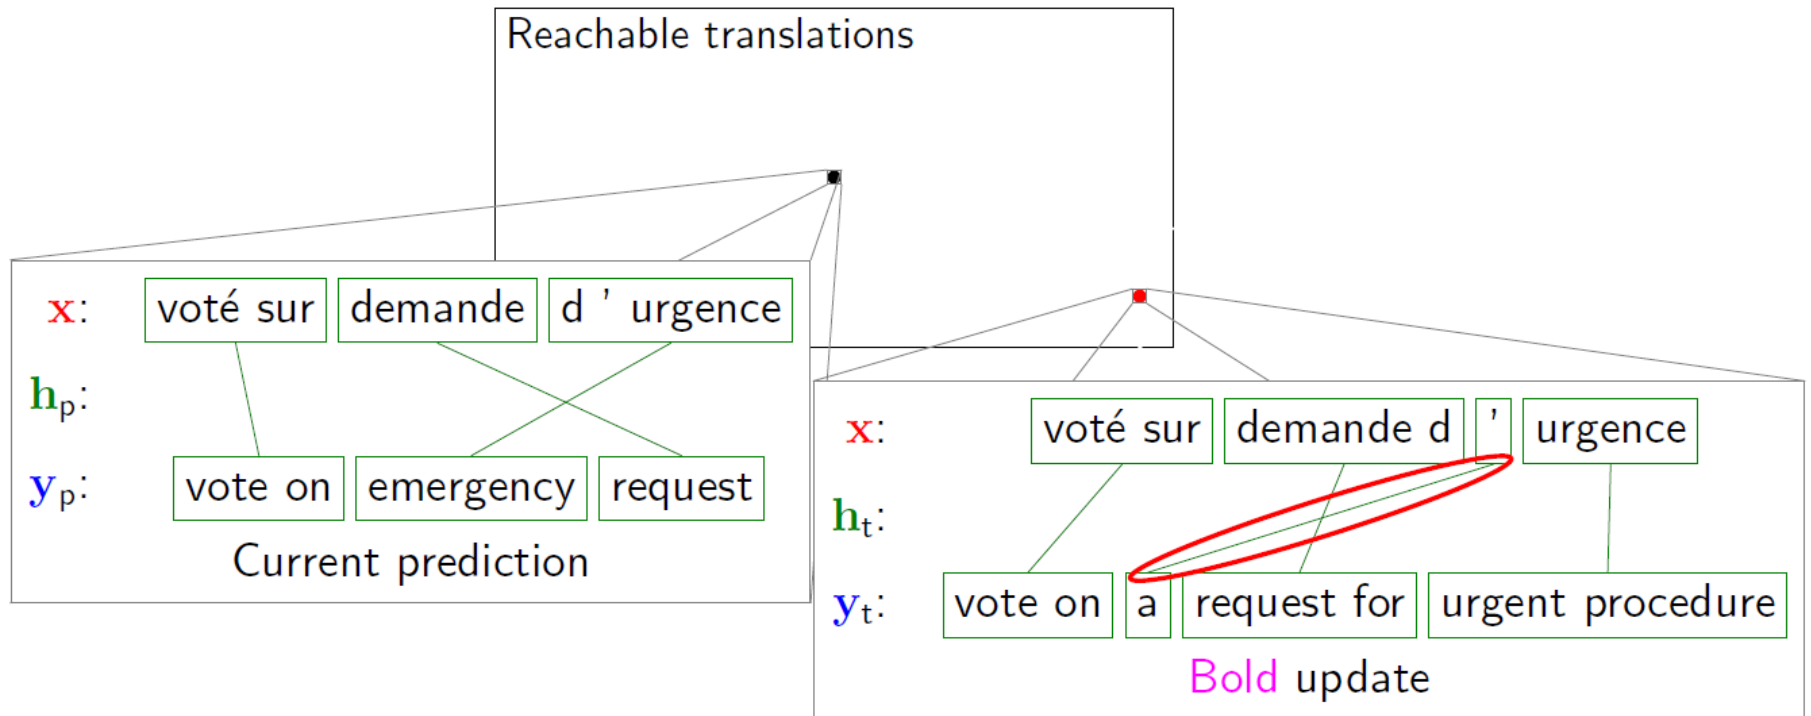 Reachable translations
x: voté sur demande d ' urgence
hp:
yp: vote on emergency request
Current prediction
x: voté sur demande d ' urgence
ht:
yt: vote on a request for urgent procedure
Bold update